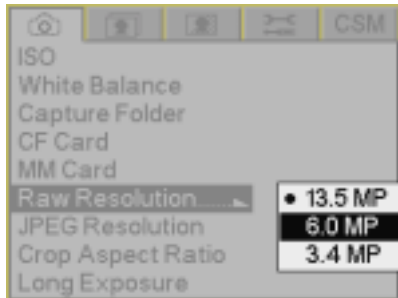 CSM
ISO
White Balance
Capture Folder
CF Card
MM Card
Raw Resolution
13.5 MP
6.0 MP
3.4 MP
JPEG Resolution
Crop Aspect Ratio
Long Exposure